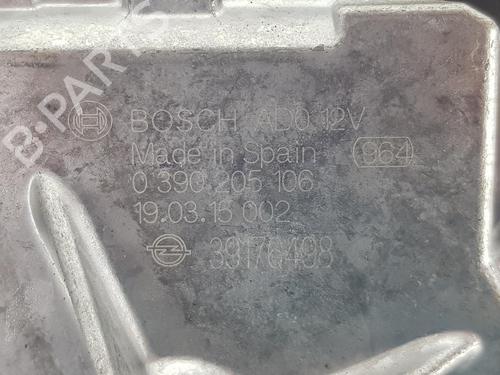 B-PARTS
BOSCH AD0 12V
Made in Spain 964
0 390 205 106
19.03.15 002
39176498